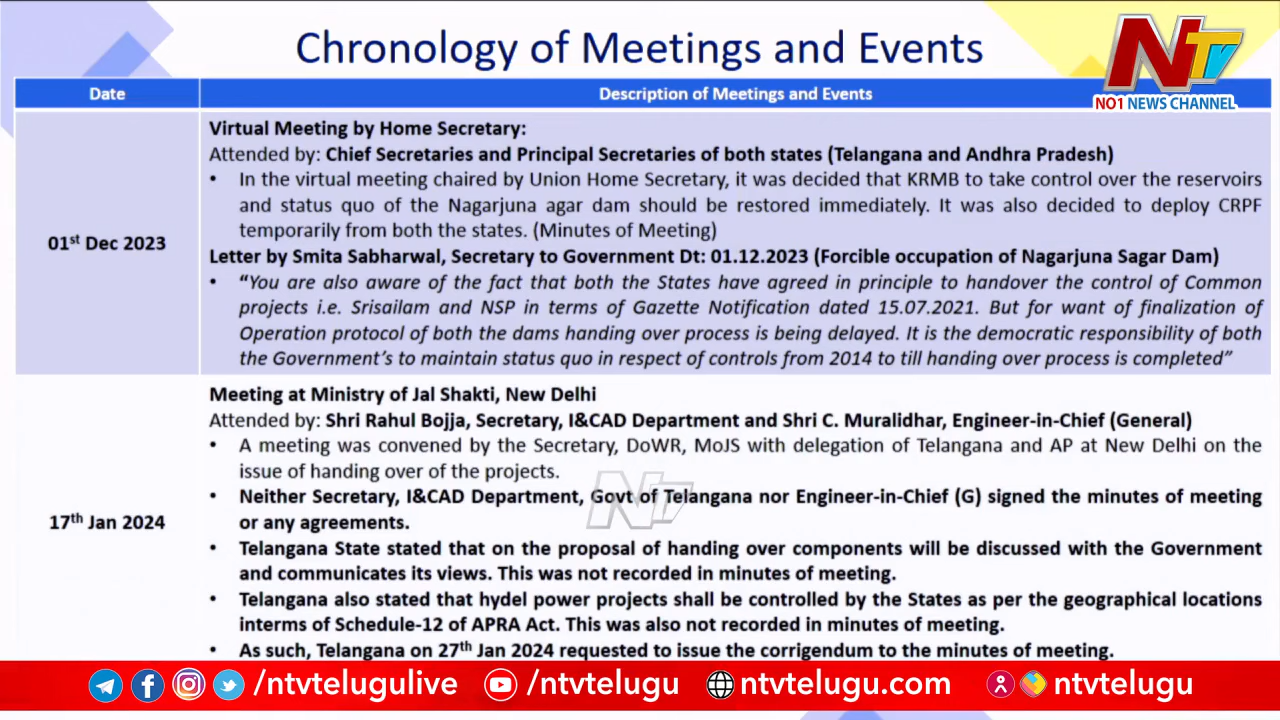 Chronology of Meetings and Events
NTV
NO1 NEWS CHANNEL
Date
Description of Meetings and Events
01st Dec 2023
Virtual Meeting by Home Secretary:
Attended by: Chief Secretaries and Principal Secretaries of both states (Telangana and Andhra Pradesh)
• In the virtual meeting chaired by Union Home Secretary, it was decided that KRMB to take control over the reservoirs
and status quo of the Nagarjuna agar dam should be restored immediately. It was also decided to deploy CRPF
temporarily from both the states. (Minutes of Meeting)
Letter by Smita Sabharwal, Secretary to Government Dt: 01.12.2023 (Forcible occupation of Nagarjuna Sagar Dam)
• "You are also aware of the fact that both the States have agreed in principle to handover the control of Common
projects i.e. Srisailam and NSP in terms of Gazette Notification dated 15.07.2021. But for want of finalization of
Operation protocol of both the dams handing over process is being delayed. It is the democratic responsibility of both
the Government's to maintain status quo in respect of controls from 2014 to till handing over process is completed"
17th Jan 2024
Meeting at Ministry of Jal Shakti, New Delhi
Attended by: Shri Rahul Bojja, Secretary, I&CAD Department and Shri C. Muralidhar, Engineer-in-Chief (General)
• A meeting was convened by the Secretary, DoWR, MoJS with delegation of Telangana and AP at New Delhi on the
issue of handing over of the projects.
• Neither Secretary, I&CAD Department, Govt of Telangana nor Engineer-in-Chief (G) signed the minutes of meeting
or any agreements.
• Telangana State stated that on the proposal of handing over components will be discussed with the Government
and communicates its views. This was not recorded in minutes of meeting.
• Telangana also stated that hydel power projects shall be controlled by the States as per the geographical locations
interms of Schedule-12 of APRA Act. This was also not recorded in minutes of meeting.
• As such, Telangana on 27th Jan 2024 requested to issue the corrigendum to the minutes of meeting.
NTV
/ntvtelugulive /ntvtelugu ntvtelugu.com ntvtelugu